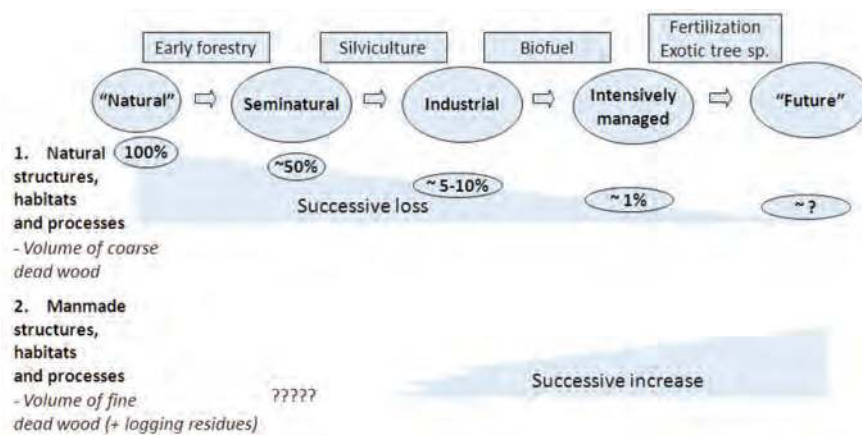 Early forestry
Silviculture
Biofuel
Fertilization
Exotic tree sp.
"Natural"
Seminatural
Industrial
Intensively
managed
"Future"
1. Natural
structures,
habitats
and processes
- Volume of coarse
dead wood
100%
~50%
~ 5-10%
~ 1%
~ ?
Successive loss
2. Manmade
structures,
habitats
and processes
- Volume of fine
dead wood (+ logging residues)
?????
Successive increase